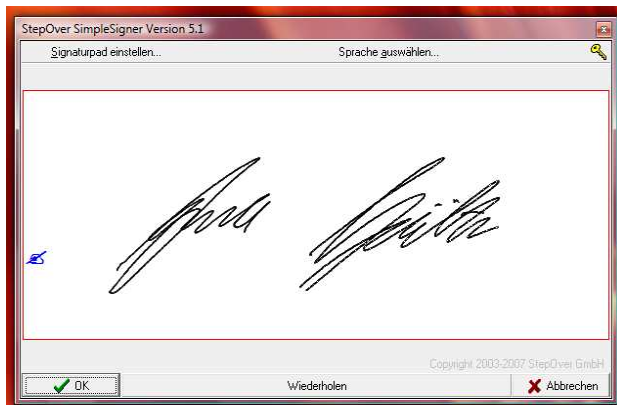 StepOver SimpleSigner Version 5.1
Signaturpad einstellen... Sprache auswählen...
Copyright 2003-2007 StepOver GmbH
OK Wiederholen Abbrechen